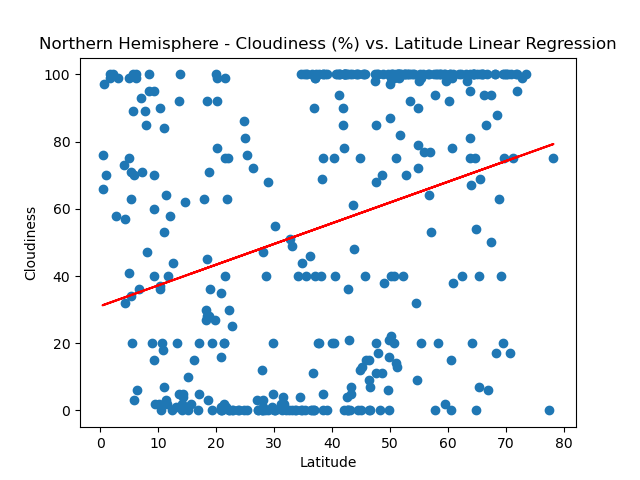 Northern Hemisphere - Cloudiness (%) vs. Latitude Linear Regression
100
80
60
40
20
0
Cloudiness
0 10 20 30 40 50 60 70 80
Latitude